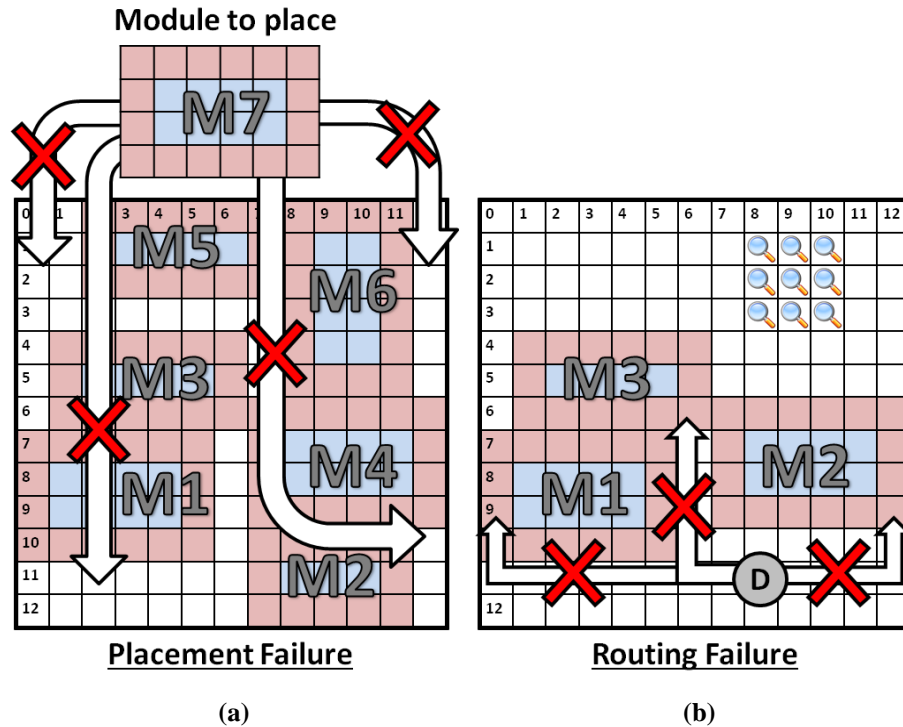 Module to place
M7
0 1 3 4 5 6 7 8 9 10 11
1
M5
2
M6
3
4
5
M3
6
7
M4
8
M1
9
10
11
M2
12
Placement Failure
(a)
0 1 2 3 4 5 6 7 8 9 10 11 12
1
2
3
4
5
M3
6
7
M2
8
M1
9
D
12
Routing Failure
(b)